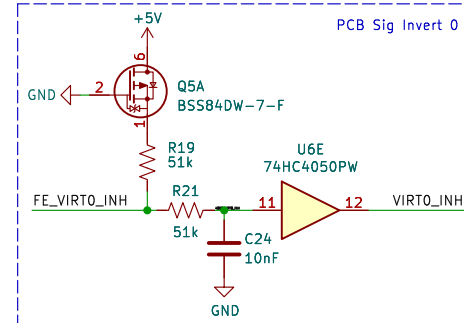 PCB Sig Invert 0
+5V
6
GND
2
Q5A
BSS84DW-7-F
1
R19
51k
U6E
74HC4050PW
FE_VIRT0_INH
R21
51k
11
12
VIRT0_INH
C24
10nF
GND